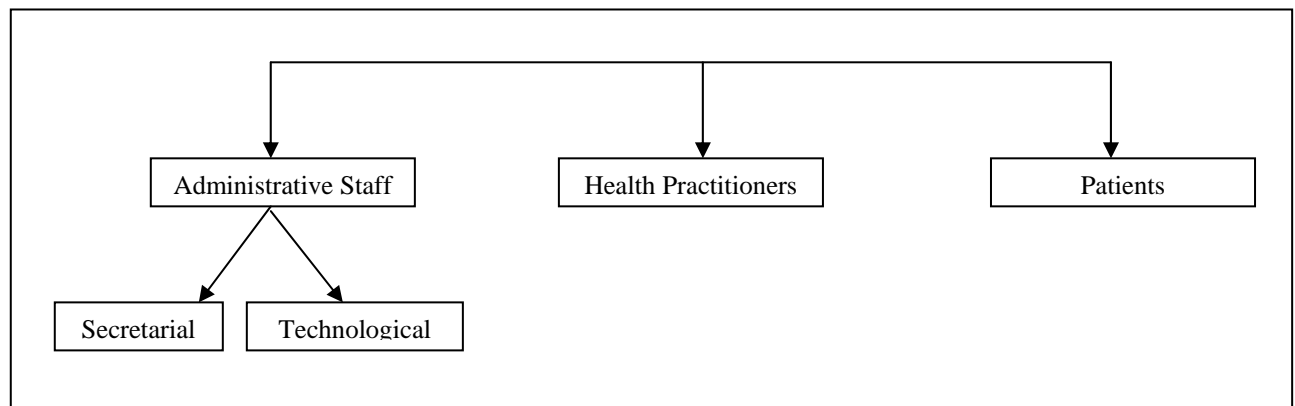 Administrative Staff
Health Practitioners
Patients
Secretarial
Technological